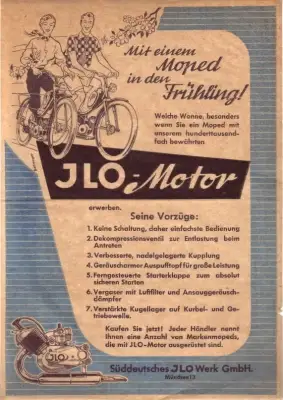 Mit einem
Moped
in den
Frühling!
Welche Wonne, besonders
wenn Sie ein Moped mit
unserem hunderttausend-
fach bewährten
JLO-Motor
erwerben.
Seine Vorzüge:
1. Keine Schaltung, daher einfachste Bedienung
2. Dekompressionsventil zur Entlastung beim
Antreten
3. Verbesserte, nadelgelagerte Kupplung
4. Geräuscharmer Auspufftopf für große Leistung
5. Ferngesteuerte Starterklappe zum absolut
sicheren Starten
6. Vergaser mit Luftfilter und Ansauggeräusch-
dämpfer
7. Verstärkte Kugellager auf Kurbel- und Ge-
triebewelle.
Kaufen Sie jetzt! Jeder Händler nennt
Ihnen eine Anzahl von Markenmopeds,
die mit JLO-Motor ausgerüstet sind.
Süddeutsches JLO Werk GmbH.
München 13
JLO